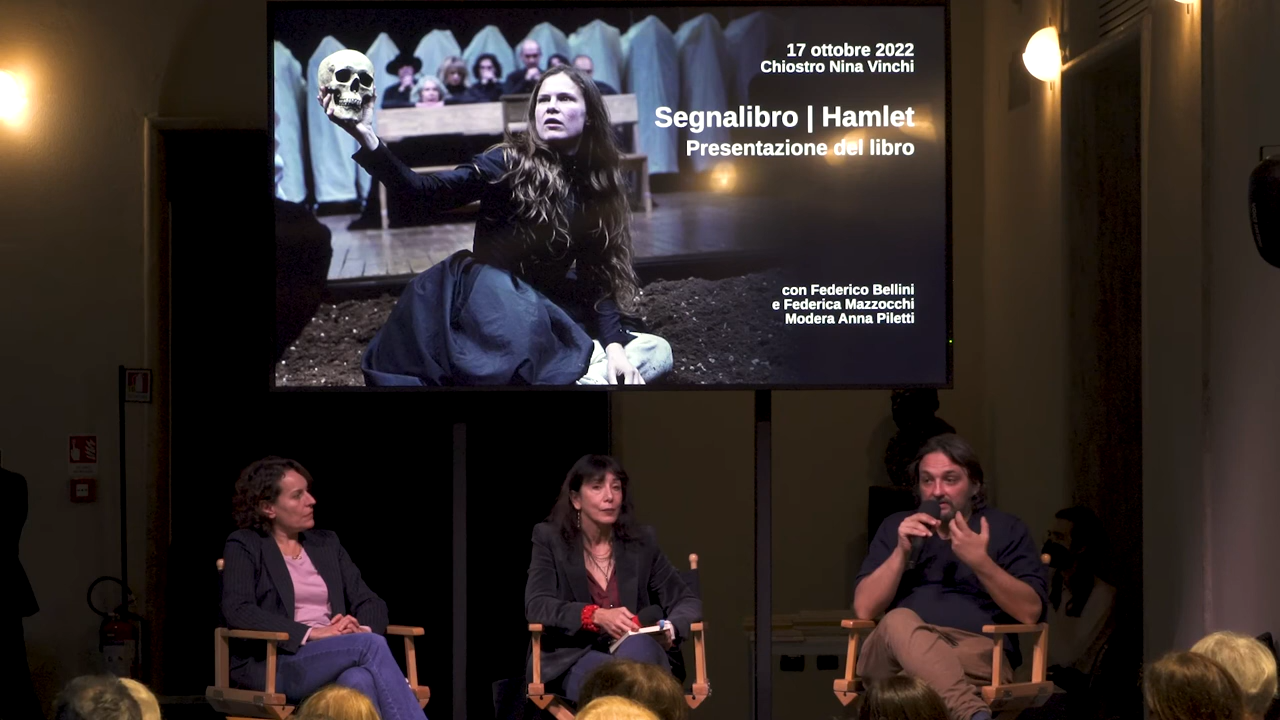 17 ottobre 2022
Chiostro Nina Vinchi
Segnalibro | Hamlet
Presentazione del libro
con Federico Bellini
e Federica Mazzocchi
Modera Anna Piletti